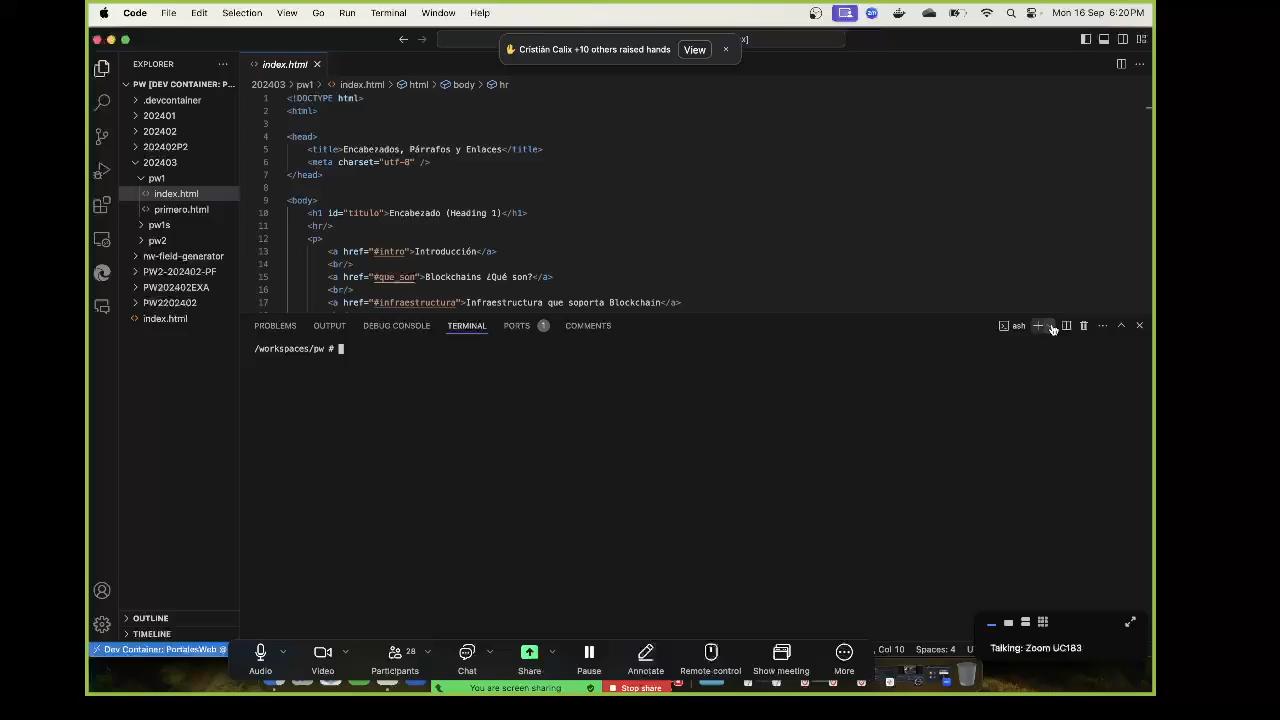 Code File Edit Selection View Go Run Terminal Window Help
Mon 16 Sep 6:20PM
Cristián Calix +10 others raised hands View
EXPLORER
index.html
PW [DEV CONTAINER: P...
202403 > pw1 > index.html > html > body > hr
.devcontainer
202401
202402
202402P2
202403
pw1
index.html
primero.html
pw1s
pw2
nw-field-generator
PW2-202402-PF
PW202402EXA
PW2202402
index.html
OUTLINE
TIMELINE
1 <!DOCTYPE html>
2 <html>
3
4 <head>
5 <title>Encabezados, Párrafos y Enlaces</title>
6 <meta charset="utf-8" />
7 </head>
8
9 <body>
10 <h1 id="titulo">Encabezado (Heading 1)</h1>
11 <hr/>
12 <p>
13 <a href="#intro">Introducción</a>
14 <br/>
15 <a href="#que_son">Blockchains ¿Qué son?</a>
16 <br/>
17 <a href="#infraestructura">Infraestructura que soporta Blockchain</a>
PROBLEMS OUTPUT DEBUG CONSOLE TERMINAL PORTS 1 COMMENTS
ash
/workspaces/pw #
Talking: Zoom UC183
Dev Container: PortalesWeb @
Col 10 Spaces: 4 U
28
Audio Video Participants Chat Share Pause Annotate Remote control Show meeting More
You are screen sharing Stop share